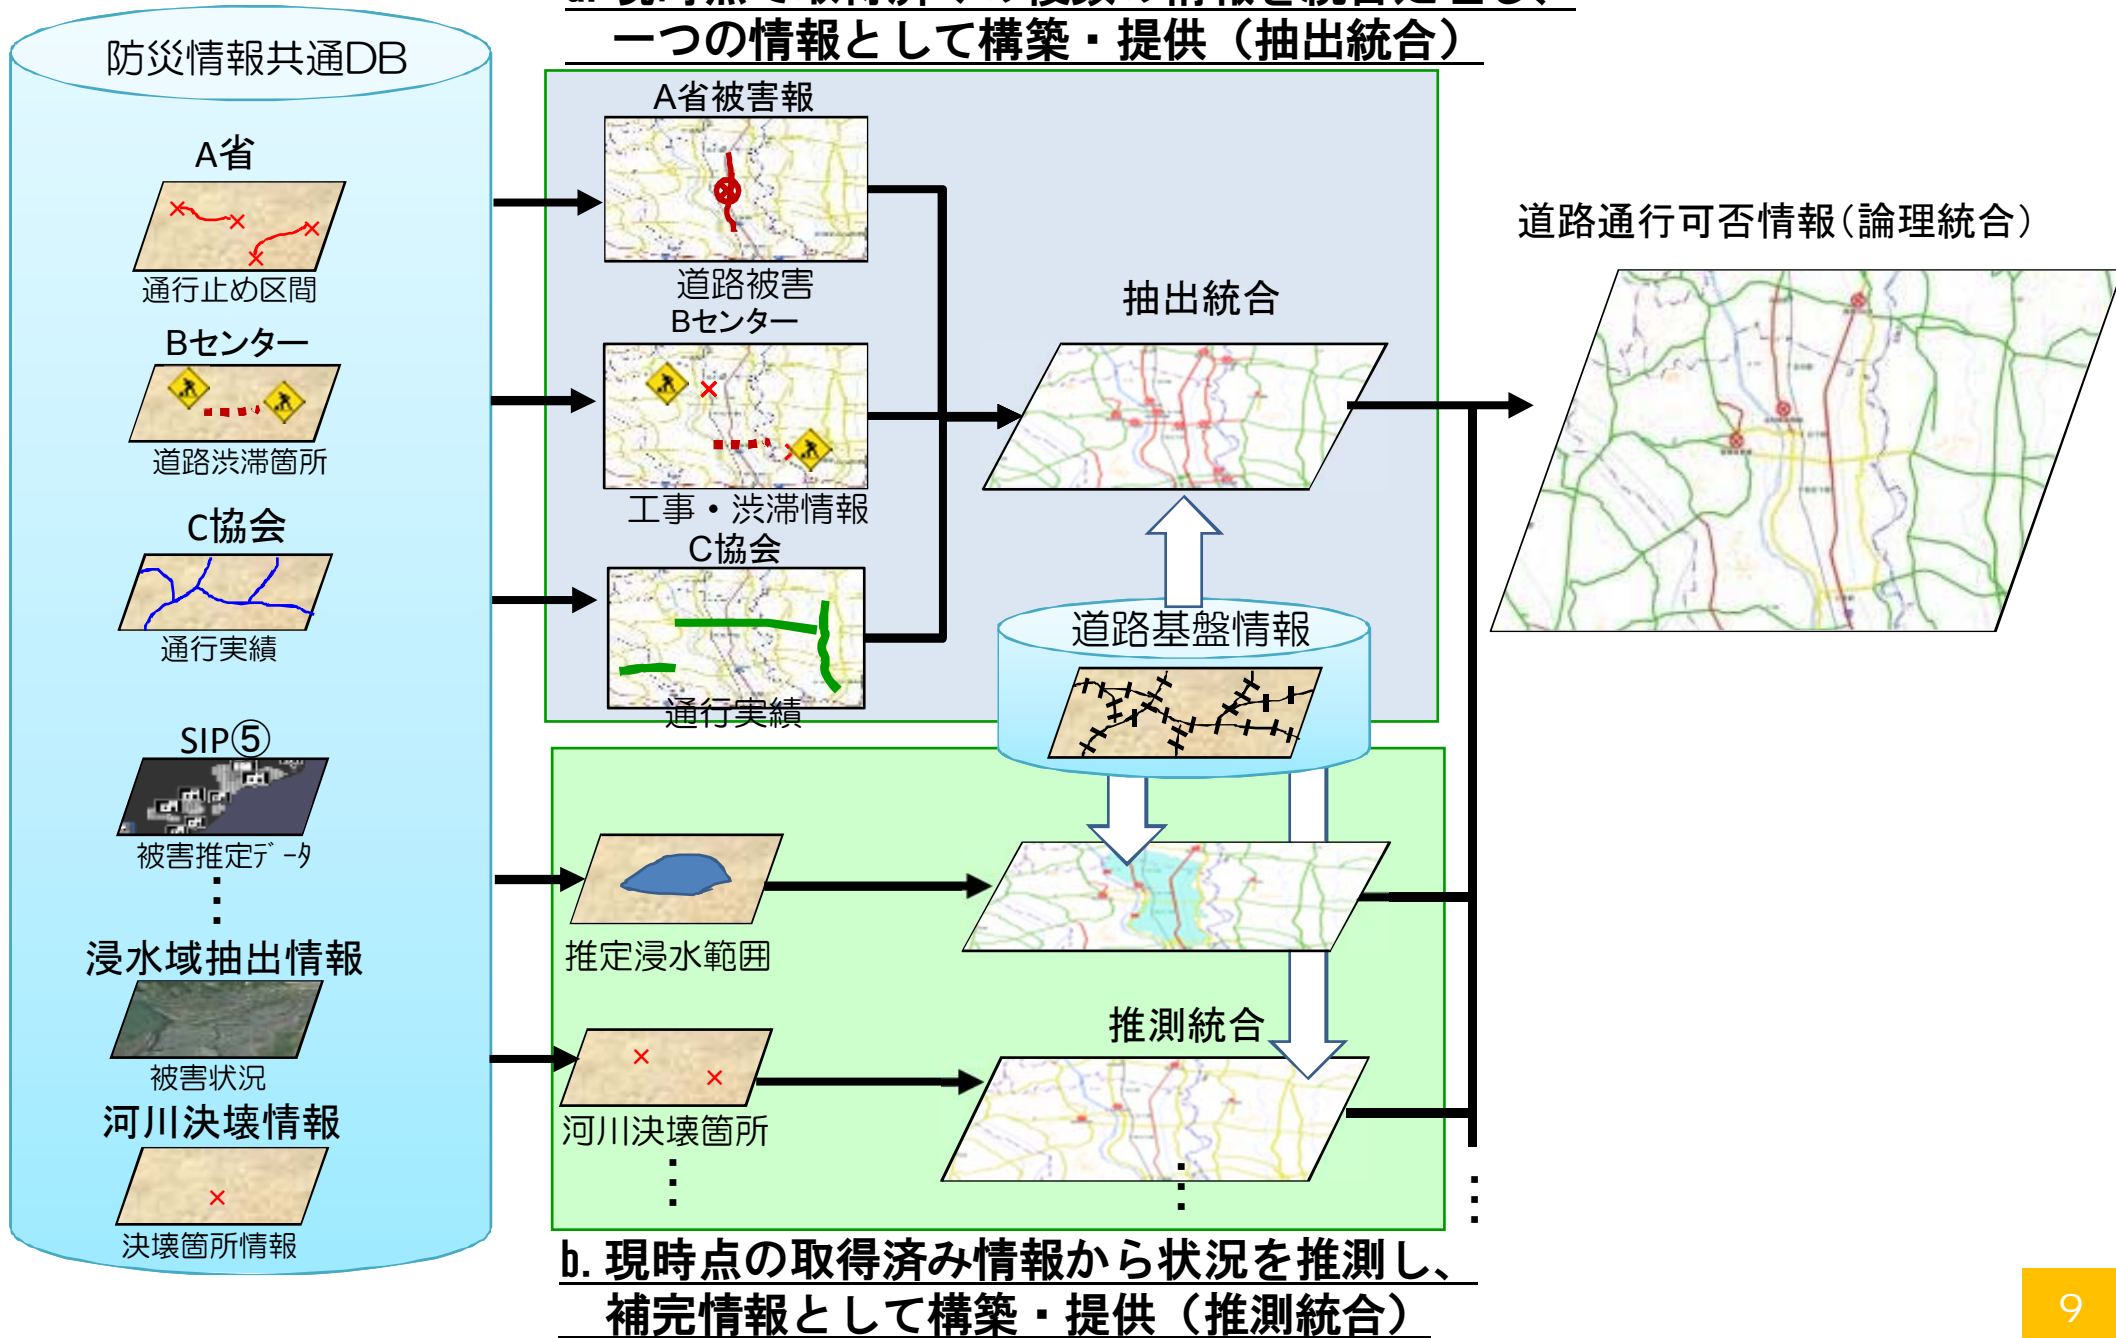 一つの情報として構築・提供（抽出統合）
防災情報共通DB
A省
通行止め区間
Bセンター
道路渋滞箇所
C協会
通行実績
SIP⑤
被害推定ﾃﾞｰﾀ
浸水域抽出情報
被害状況
河川決壊情報
決壊箇所情報
A省被害報
道路被害
Bセンター
工事・渋滞情報
C協会
通行実績
抽出統合
道路基盤情報
道路通行可否情報（論理統合）
推定浸水範囲
推測統合
河川決壊箇所
b. 現時点の取得済み情報から状況を推測し、
補完情報として構築・提供（推測統合）
9